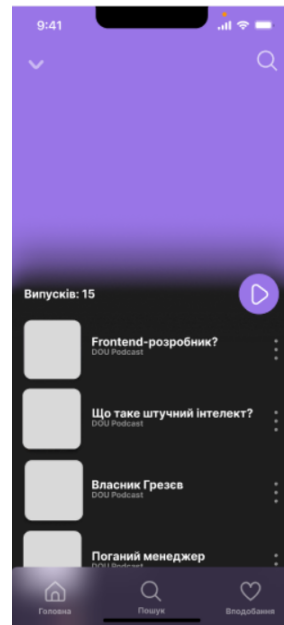 9:41
Випусків: 15
Frontend-розробник?
DOU Podcast
Що таке штучний інтелект?
DOU Podcast
Власник Грезєв
DOU Podcast
Поганий менеджер
DOU Podcast
Головна
Пошук
Вподобання